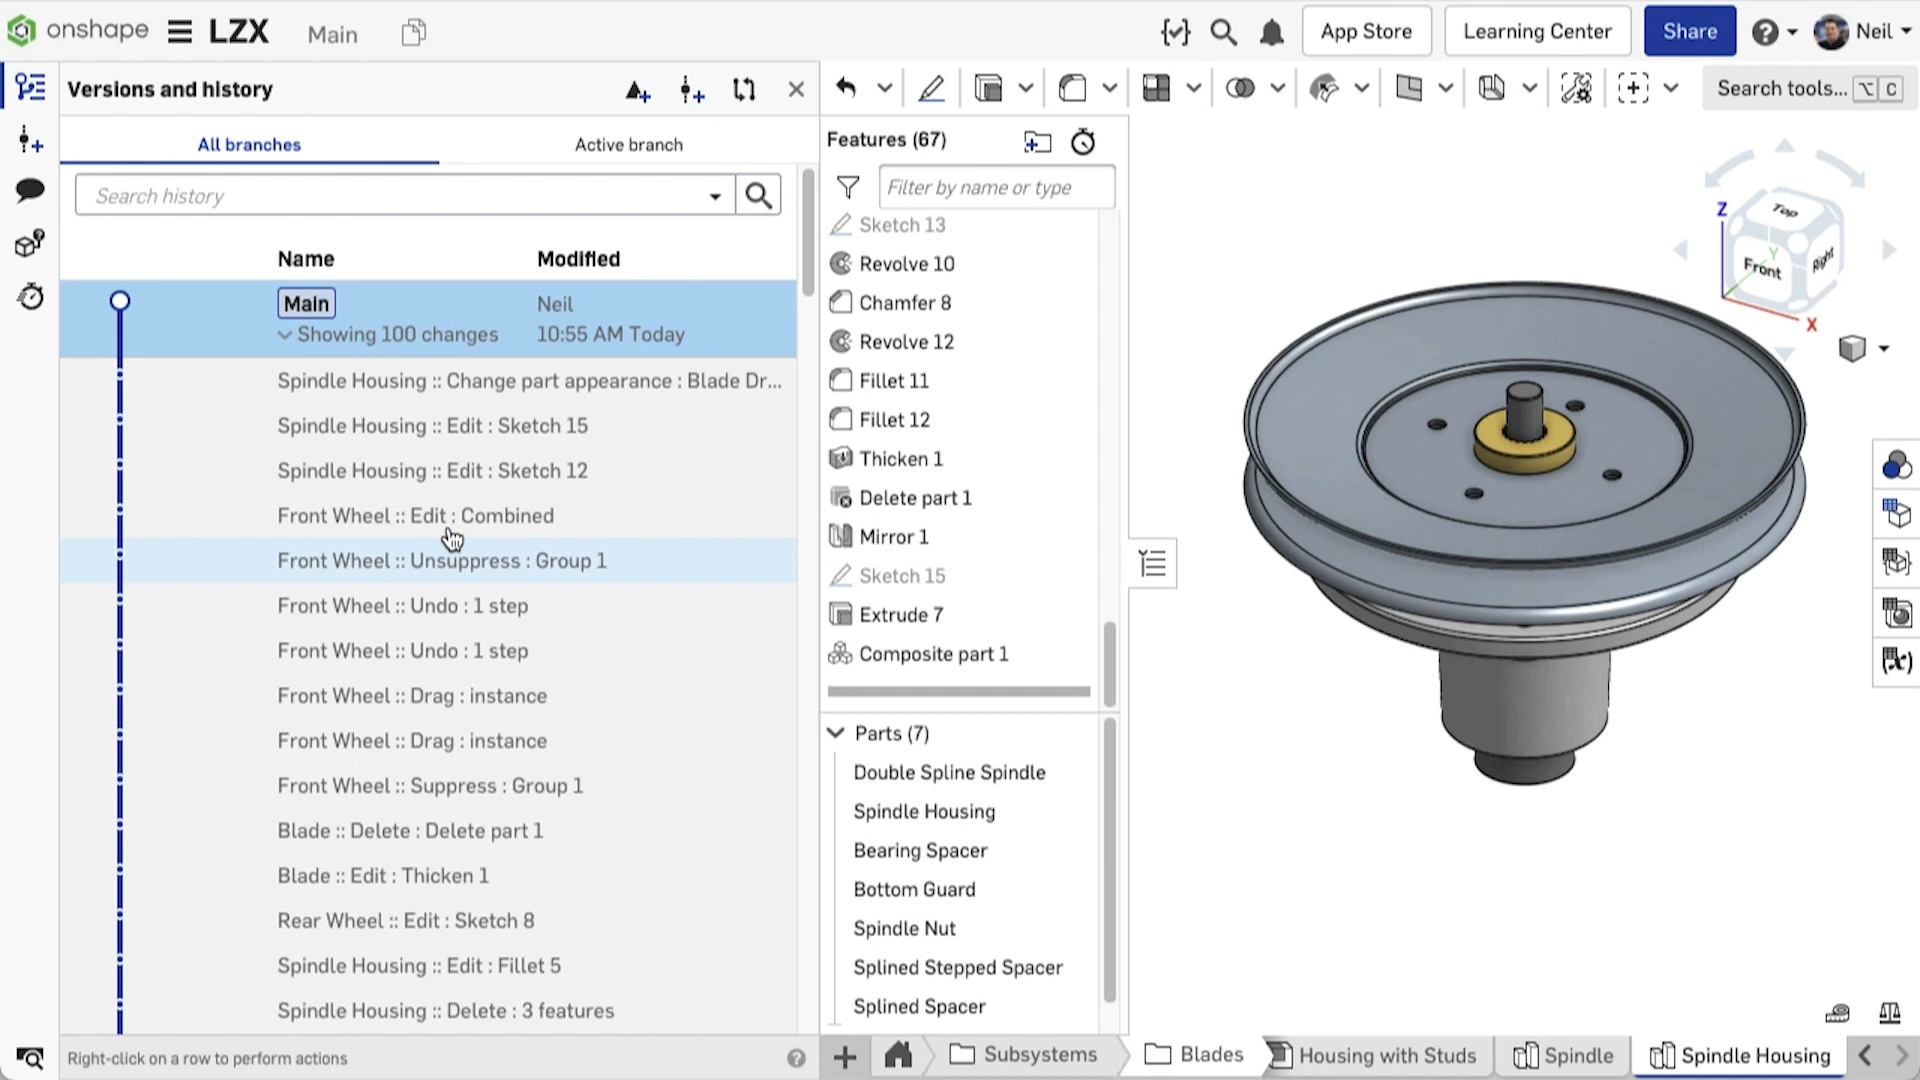 onshape LZX Main App Store Learning Center Share Neil
Versions and history
Search tools... ⌥ C
All branches Active branch
Search history
Name Modified
Main Neil
Showing 100 changes 10:55 AM Today
Spindle Housing :: Change part appearance : Blade Dr...
Spindle Housing :: Edit : Sketch 15
Spindle Housing :: Edit : Sketch 12
Front Wheel :: Edit : Combined
Front Wheel :: Unsuppress : Group 1
Front Wheel :: Undo : 1 step
Front Wheel :: Undo : 1 step
Front Wheel :: Drag : instance
Front Wheel :: Drag : instance
Front Wheel :: Suppress : Group 1
Blade :: Delete : Delete part 1
Blade :: Edit : Thicken 1
Rear Wheel :: Edit : Sketch 8
Spindle Housing :: Edit : Fillet 5
Spindle Housing :: Delete : 3 features
Right-click on a row to perform actions
Features (67)
Filter by name or type
Sketch 13
Revolve 10
Chamfer 8
Revolve 12
Fillet 11
Fillet 12
Thicken 1
Delete part 1
Mirror 1
Sketch 15
Extrude 7
Composite part 1
Parts (7)
Double Spline Spindle
Spindle Housing
Bearing Spacer
Bottom Guard
Spindle Nut
Splined Stepped Spacer
Splined Spacer
Z
Top
Y
Front Right
X
(x)
Subsystems Blades Housing with Studs Spindle Spindle Housing